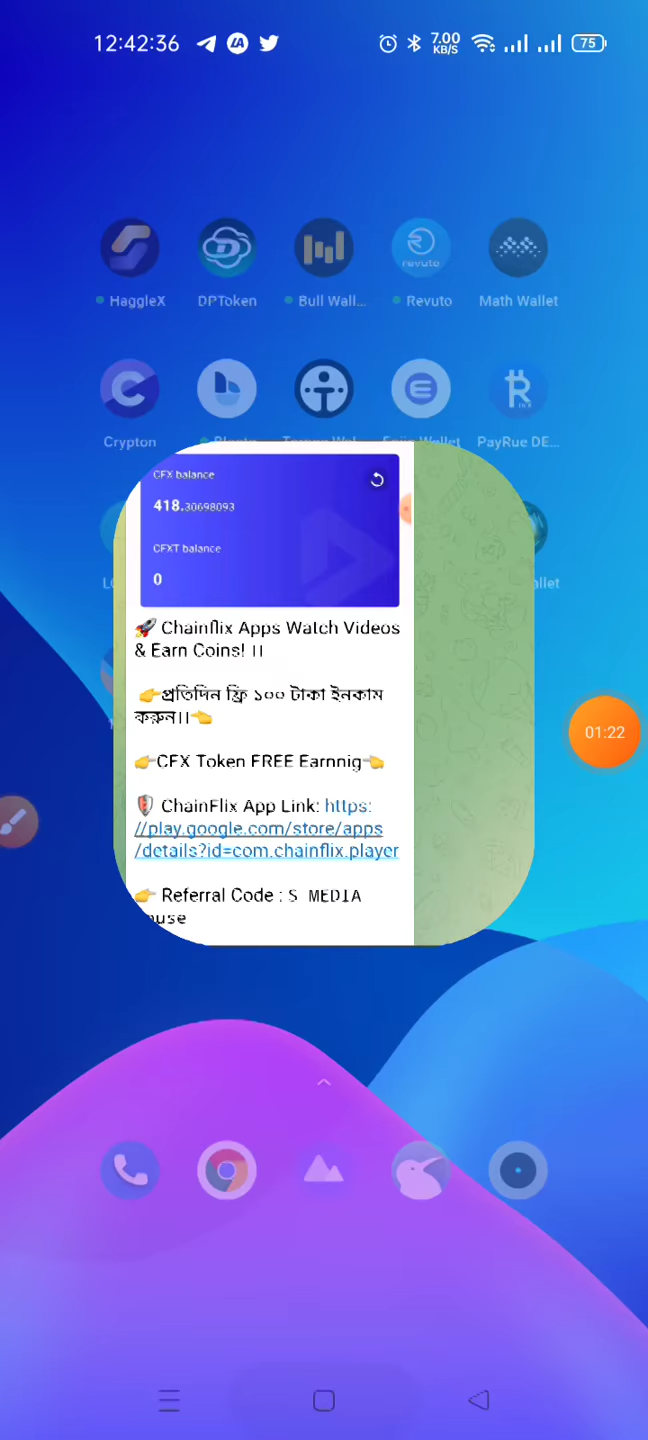 12:42:36 7.00 KB/S 75
HaggleX DPToken Bull Wall... Revuto Math Wallet
revuto
Crypton Wallet PayRue DE...
CFX balance
418.30698093
CFXT balance
0
🚀 Chainflix Apps Watch Videos
& Earn Coins! ।।
👉প্রতিদিন ফ্রি ১০০ টাকা ইনকাম
করুন।।👈
👉CFX Token FREE Earnnig👈
ChainFlix App Link: https:
//play.google.com/store/apps
/details?id=com.chainflix.player
👉 Referral Code : S MEDIA
01:22